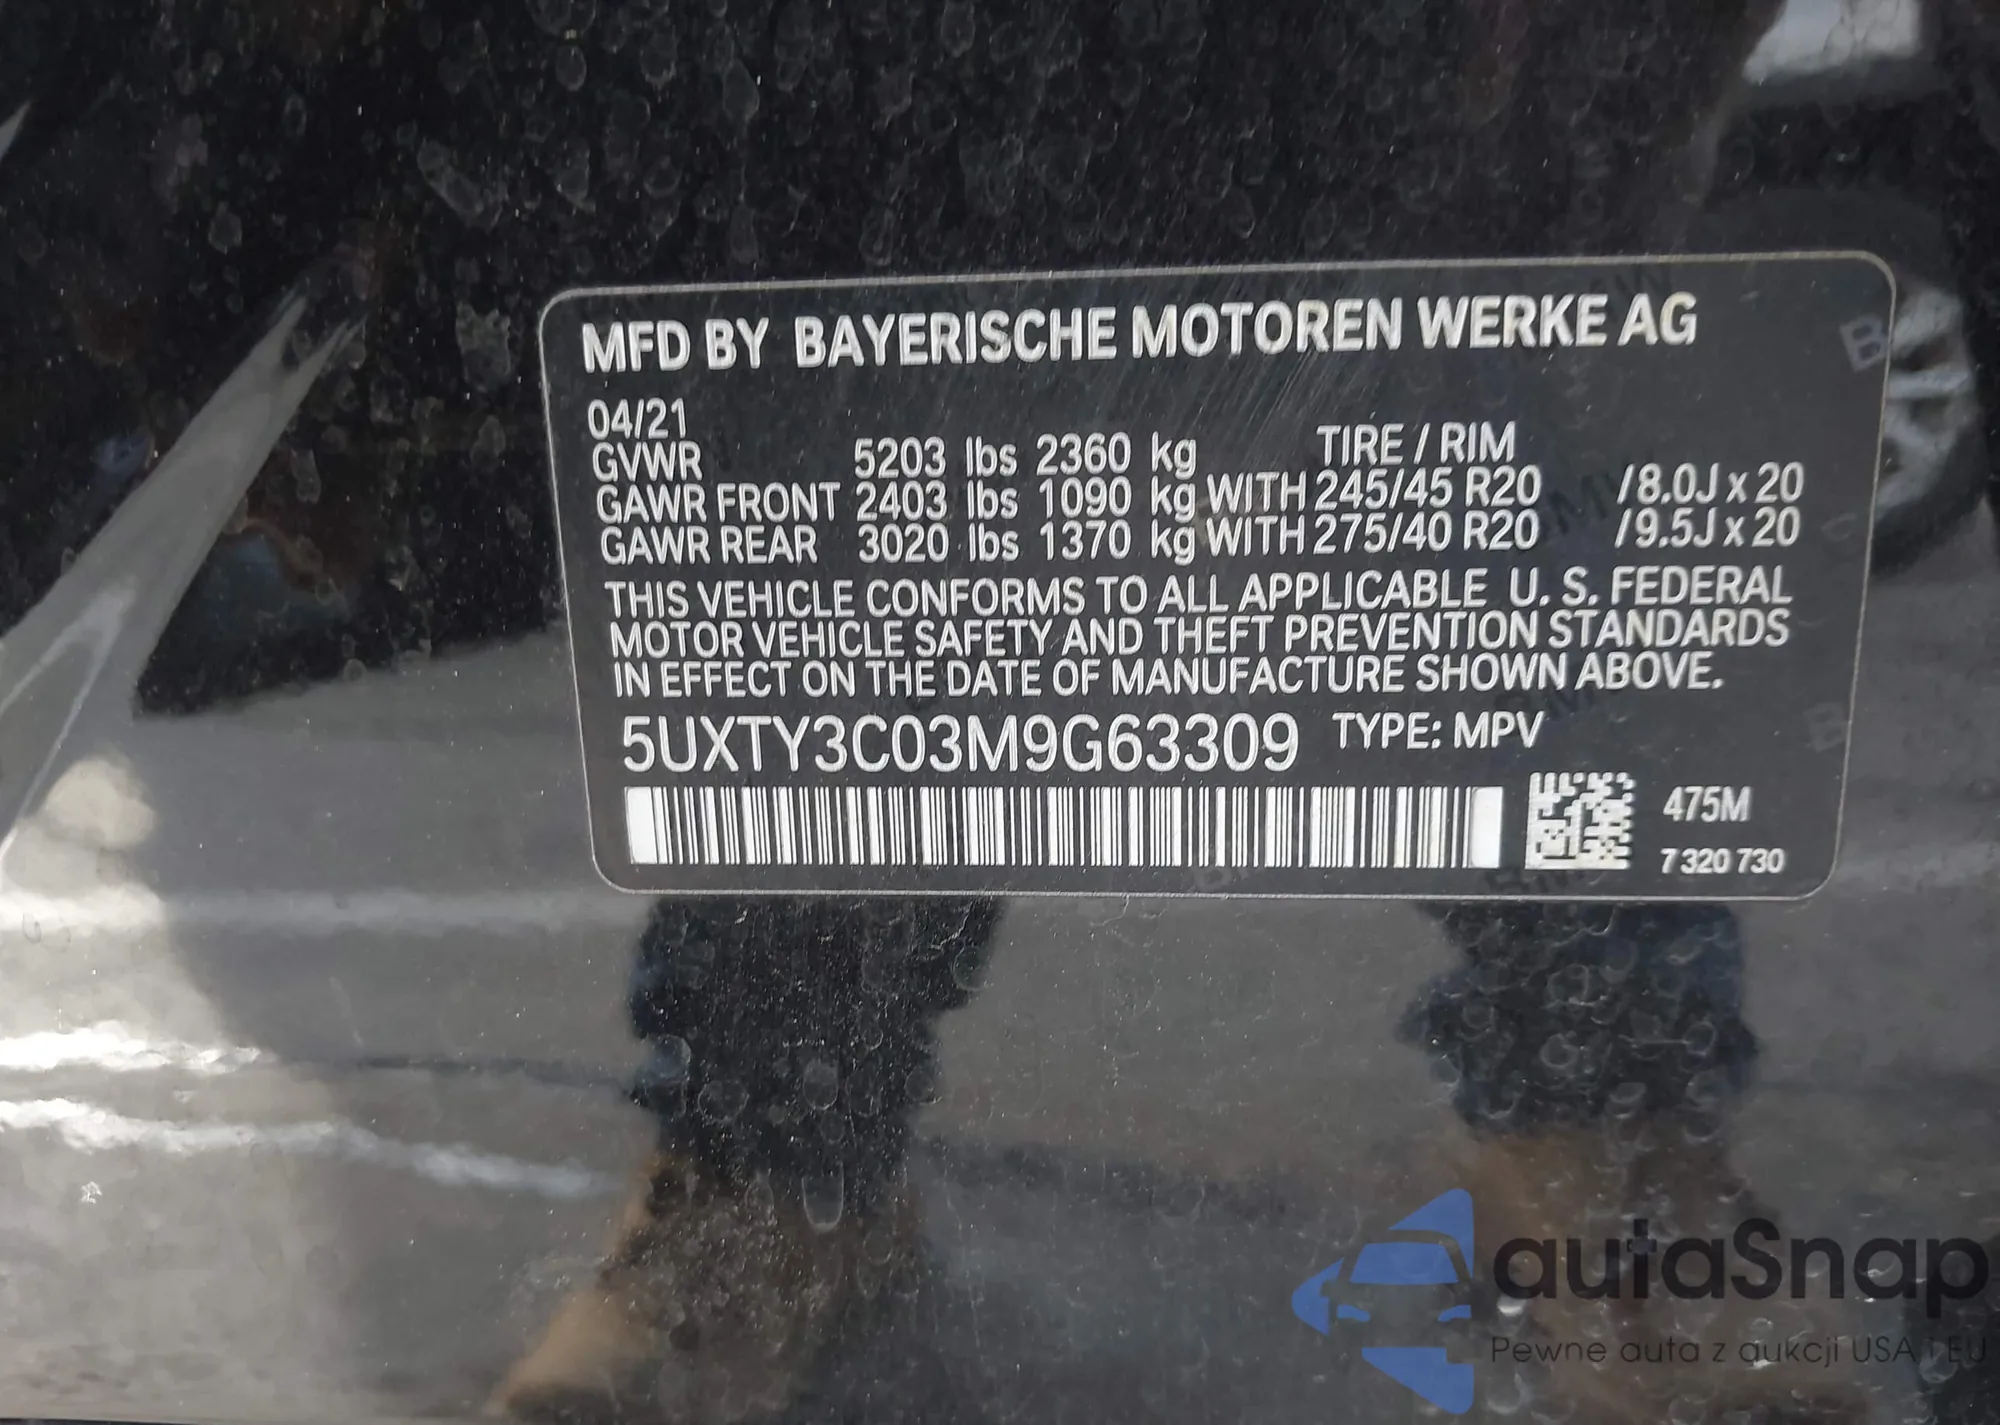 MFD BY BAYERISCHE MOTOREN WERKE AG
04/21
GVWR 5203 lbs 2360 kg TIRE / RIM
GAWR FRONT 2403 lbs 1090 kg WITH 245/45 R20 /8.0J x 20
GAWR REAR 3020 lbs 1370 kg WITH 275/40 R20 /9.5J x 20
THIS VEHICLE CONFORMS TO ALL APPLICABLE U. S. FEDERAL
MOTOR VEHICLE SAFETY AND THEFT PREVENTION STANDARDS
IN EFFECT ON THE DATE OF MANUFACTURE SHOWN ABOVE.
5UXTY3C03M9G63309 TYPE: MPV
475M
7 320 730
autaSnap
Pewne auta z aukcji USA i EU